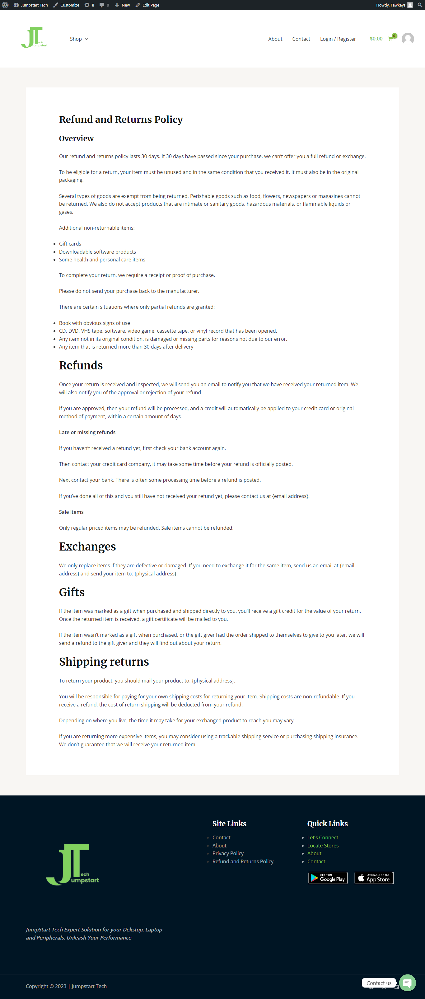 Jumpstart Tech Customize 8 0 New Edit Page Howdy, Fawkeys
JT ech umpstart
Shop
About Contact Login / Register $0.00 0
Refund and Returns Policy
Overview
Our refund and returns policy lasts 30 days. If 30 days have passed since your purchase, we can’t offer you a full refund or exchange.
To be eligible for a return, your item must be unused and in the same condition that you received it. It must also be in the original
packaging.
Several types of goods are exempt from being returned. Perishable goods such as food, flowers, newspapers or magazines cannot
be returned. We also do not accept products that are intimate or sanitary goods, hazardous materials, or flammable liquids or
gases.
Additional non-returnable items:
• Gift cards
• Downloadable software products
• Some health and personal care items
To complete your return, we require a receipt or proof of purchase.
Please do not send your purchase back to the manufacturer.
There are certain situations where only partial refunds are granted:
• Book with obvious signs of use
• CD, DVD, VHS tape, software, video game, cassette tape, or vinyl record that has been opened.
• Any item not in its original condition, is damaged or missing parts for reasons not due to our error.
• Any item that is returned more than 30 days after delivery
Refunds
Once your return is received and inspected, we will send you an email to notify you that we have received your returned item. We
will also notify you of the approval or rejection of your refund.
If you are approved, then your refund will be processed, and a credit will automatically be applied to your credit card or original
method of payment, within a certain amount of days.
Late or missing refunds
If you haven’t received a refund yet, first check your bank account again.
Then contact your credit card company, it may take some time before your refund is officially posted.
Next contact your bank. There is often some processing time before a refund is posted.
If you’ve done all of this and you still have not received your refund yet, please contact us at {email address}.
Sale items
Only regular priced items may be refunded. Sale items cannot be refunded.
Exchanges
We only replace items if they are defective or damaged. If you need to exchange it for the same item, send us an email at {email
address} and send your item to: {physical address}.
Gifts
If the item was marked as a gift when purchased and shipped directly to you, you’ll receive a gift credit for the value of your return.
Once the returned item is received, a gift certificate will be mailed to you.
If the item wasn’t marked as a gift when purchased, or the gift giver had the order shipped to themselves to give to you later, we will
send a refund to the gift giver and they will find out about your return.
Shipping returns
To return your product, you should mail your product to: {physical address}.
You will be responsible for paying for your own shipping costs for returning your item. Shipping costs are non-refundable. If you
receive a refund, the cost of return shipping will be deducted from your refund.
Depending on where you live, the time it may take for your exchanged product to reach you may vary.
If you are returning more expensive items, you may consider using a trackable shipping service or purchasing shipping insurance.
We don’t guarantee that we will receive your returned item.
JT ech umpstart
JumpStart Tech Expert Solution for your Dekstop, Laptop
and Peripherals. Unleash Your Performance
Site Links
• Contact
• About
• Privacy Policy
• Refund and Returns Policy
Quick Links
• Let’s Connect
• Locate Stores
• About
• Contact
GET IT ON
Google Play
Available on the
App Store
Copyright © 2023 | Jumpstart Tech
Contact us